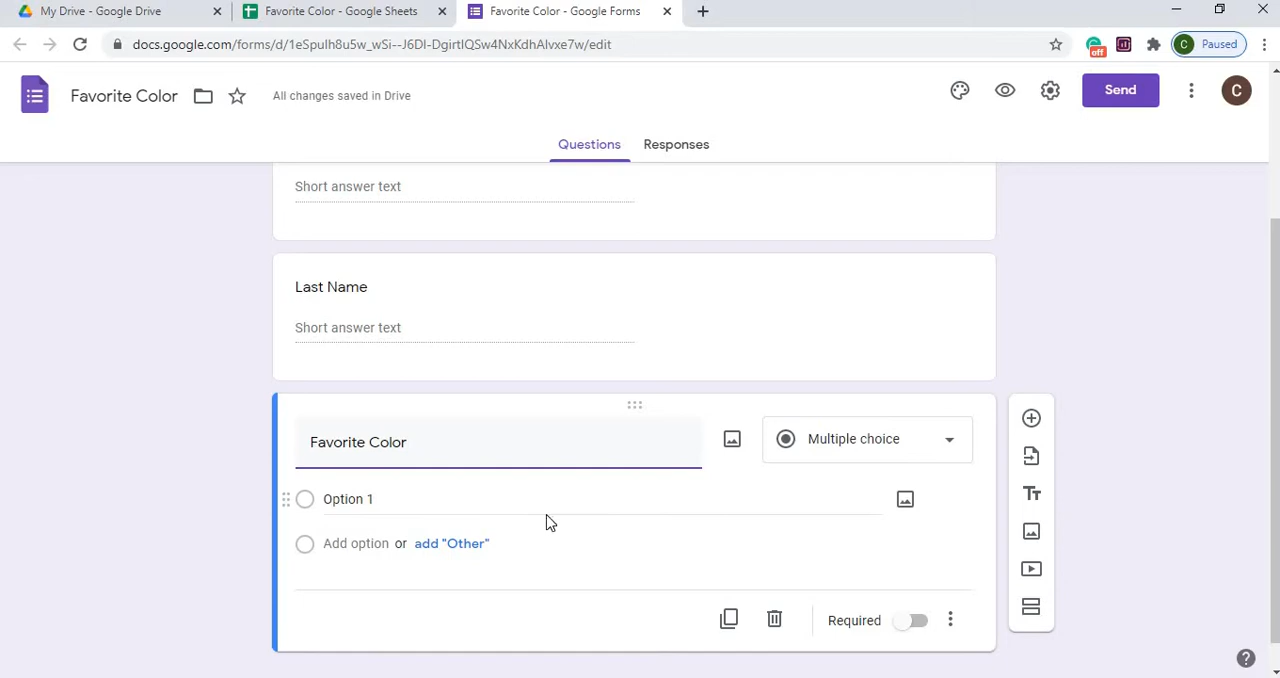 My Drive - Google Drive
Favorite Color - Google Sheets
Favorite Color - Google Forms
docs.google.com/forms/d/1eSpuIh8uSw_wSi--J6DI-DgirtIQSw4NxKdhAlvxe7w/edit
off
C Paused
Favorite Color
All changes saved in Drive
Send
C
Questions
Responses
Short answer text
Last Name
Short answer text
Favorite Color
Multiple choice
Option 1
Add option or add "Other"
Required